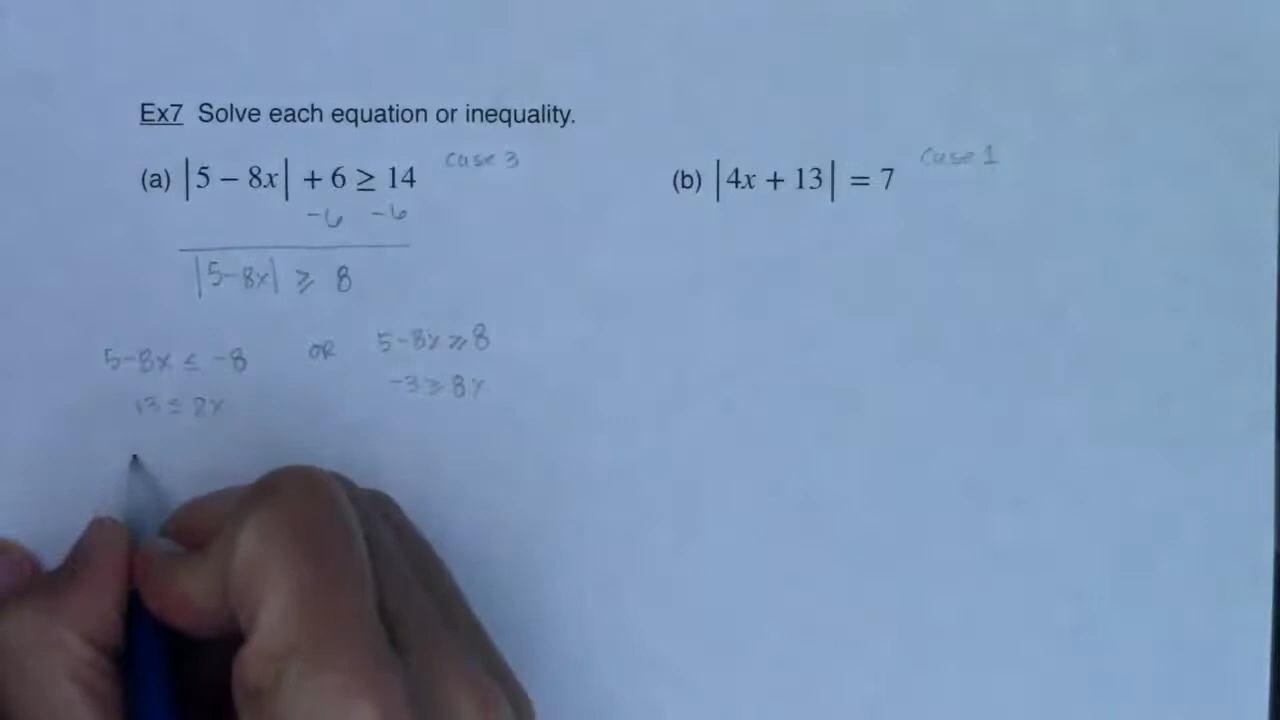 Ex7 Solve each equation or inequality.
(a) |5 − 8x| + 6 ≥ 14 case 3
−6 −6
|5−8x| ≥ 8
5−8x ≤ −8 OR 5−8x ≥ 8
13 ≤ 8x −3 ≥ 8x
(b) |4x + 13| = 7 case 1